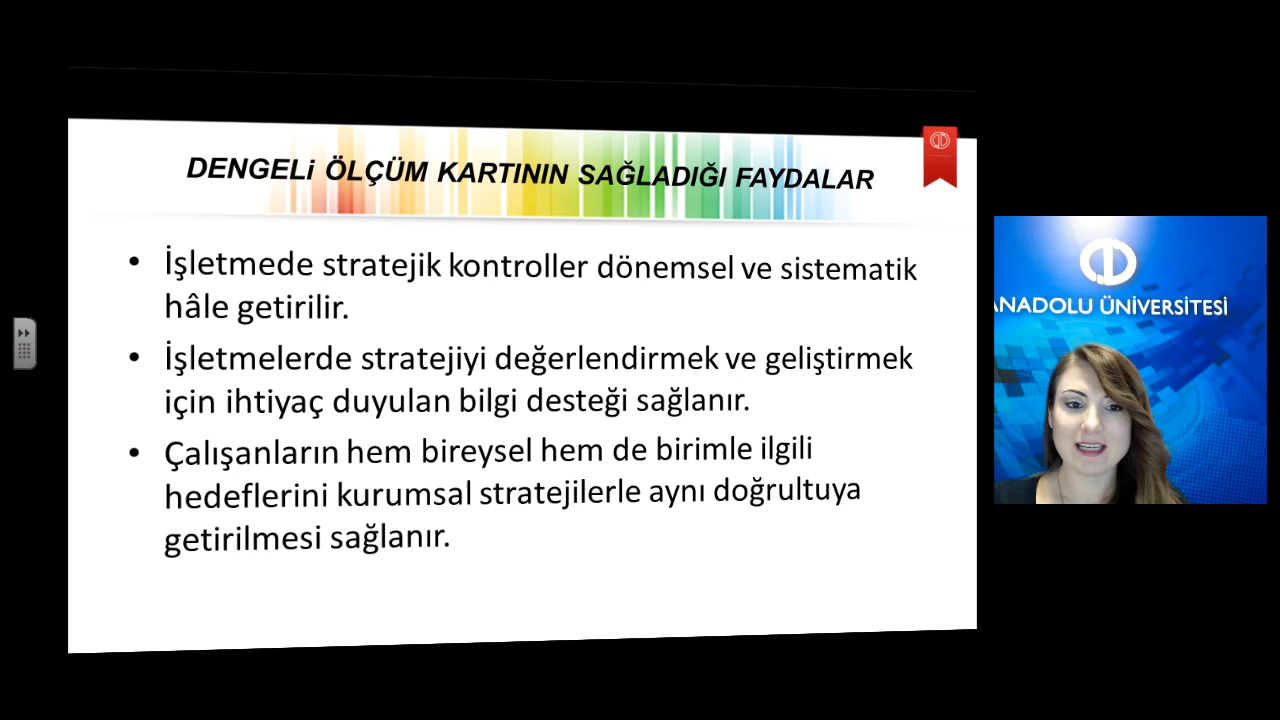 DENGELi ÖLÇÜM KARTININ SAĞLADIĞI FAYDALAR
• İşletmede stratejik kontroller dönemsel ve sistematik
hâle getirilir.
• İşletmelerde stratejiyi değerlendirmek ve geliştirmek
için ihtiyaç duyulan bilgi desteği sağlanır.
• Çalışanların hem bireysel hem de birimle ilgili
hedeflerini kurumsal stratejilerle aynı doğrultuya
getirilmesi sağlanır.
ANADOLU ÜNİVERSİTESİ